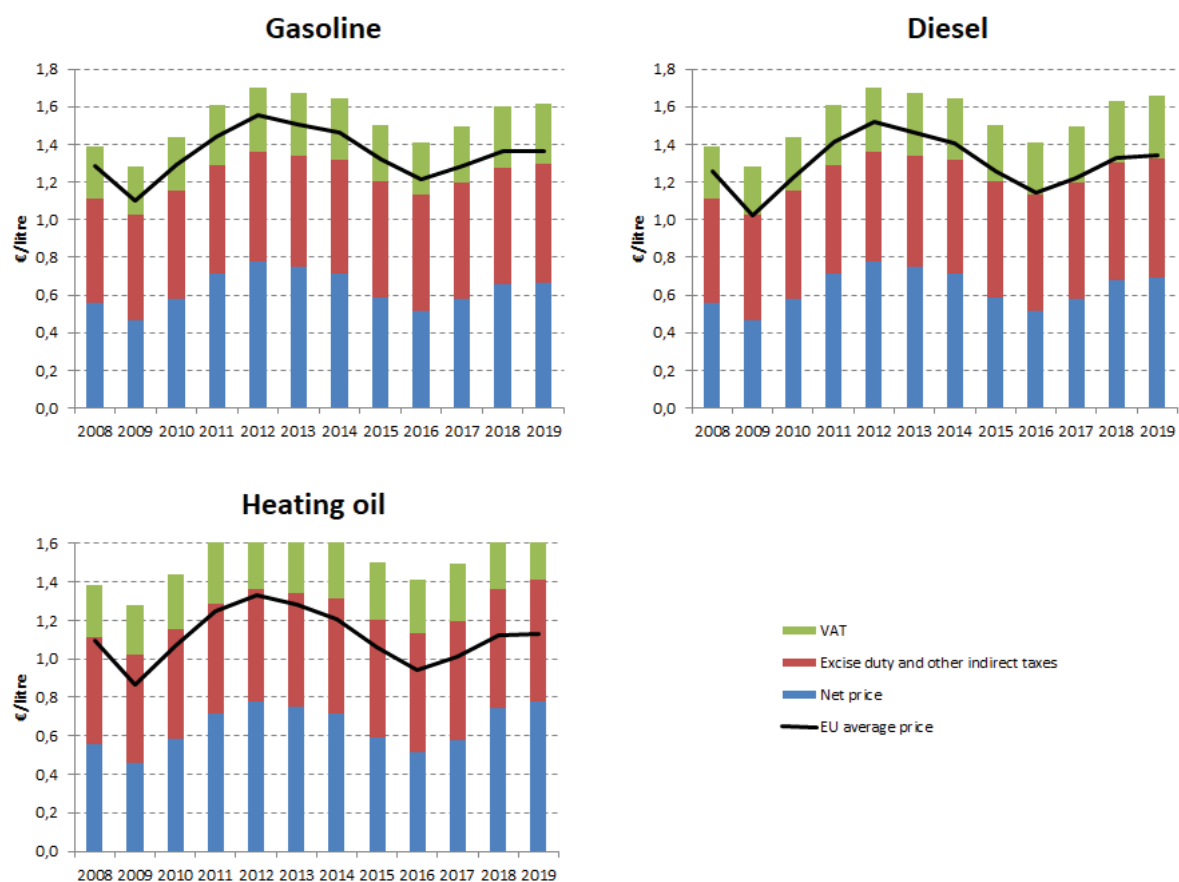 Gasoline
€/litre
1,8
1,6
1,4
1,2
1,0
0,8
0,6
0,4
0,2
0,0
2008 2009 2010 2011 2012 2013 2014 2015 2016 2017 2018 2019
Diesel
€/litre
1,8
1,6
1,4
1,2
1,0
0,8
0,6
0,4
0,2
0,0
2008 2009 2010 2011 2012 2013 2014 2015 2016 2017 2018 2019
Heating oil
€/litre
1,6
1,4
1,2
1,0
0,8
0,6
0,4
0,2
0,0
2008 2009 2010 2011 2012 2013 2014 2015 2016 2017 2018 2019
VAT
Excise duty and other indirect taxes
Net price
EU average price